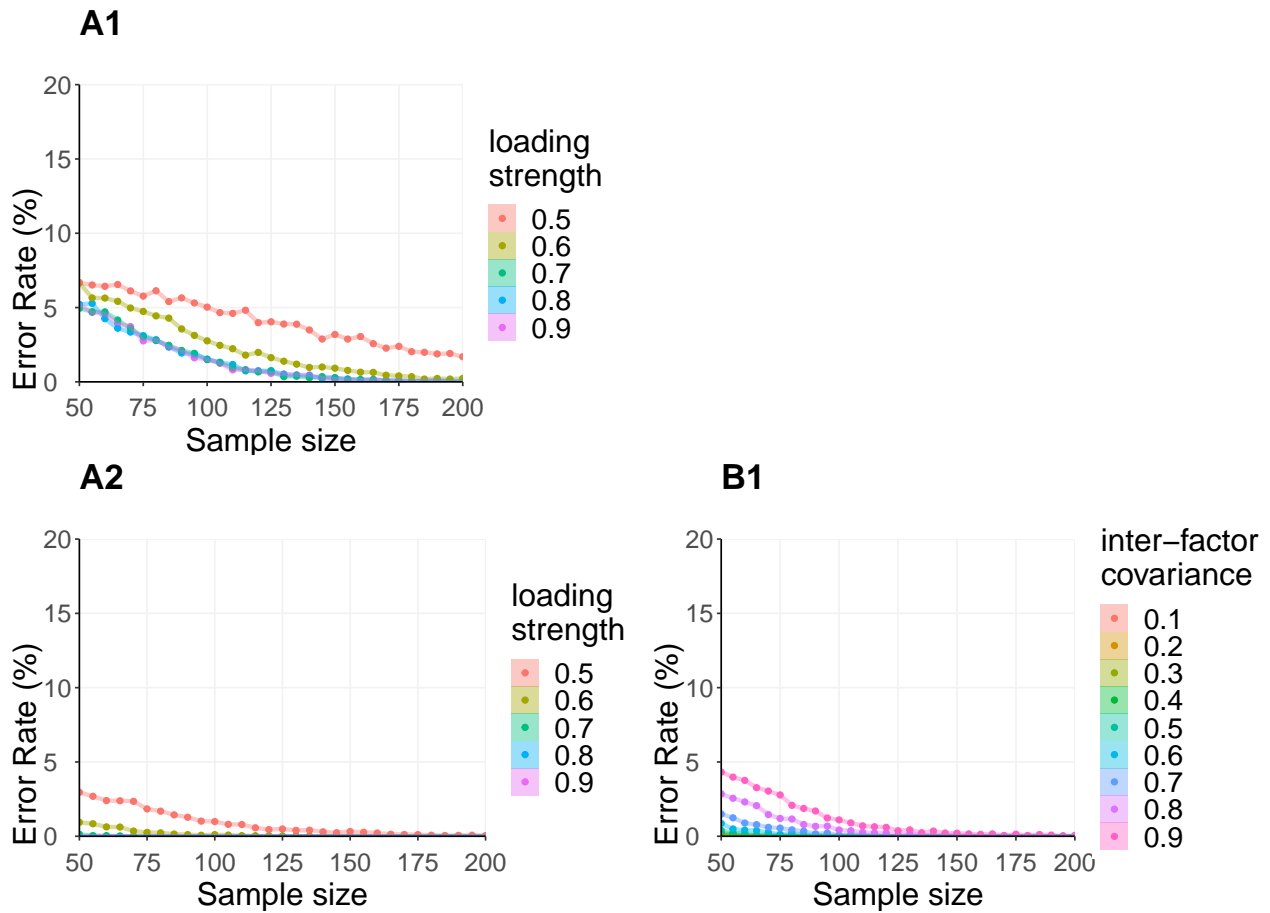 A1
20
15
10
5
0
Error Rate (%)
50 75 100 125 150 175 200
Sample size
loading
strength
0.5
0.6
0.7
0.8
0.9
A2
20
15
10
5
0
Error Rate (%)
50 75 100 125 150 175 200
Sample size
loading
strength
0.5
0.6
0.7
0.8
0.9
B1
20
15
10
5
0
Error Rate (%)
50 75 100 125 150 175 200
Sample size
inter−factor
covariance
0.1
0.2
0.3
0.4
0.5
0.6
0.7
0.8
0.9